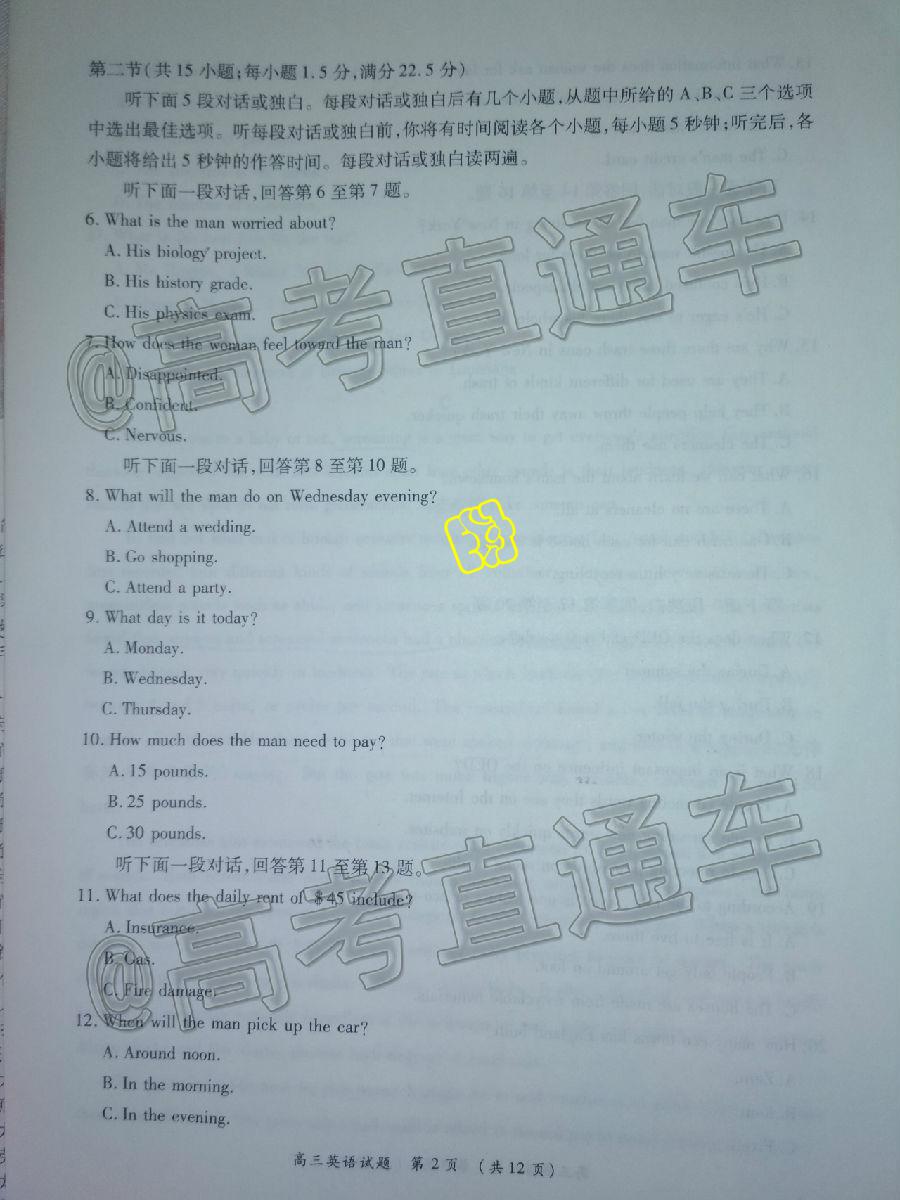 第二节(共15小题;每小题1.5分,满分22.5分)
听下面5段对话或独白。每段对话或独白后有几个小题,从题中所给的A、B、C三个选项
中选出最佳选项。听每段对话或独白前,你将有时间阅读各个小题,每小题5秒钟;听完后,各
小题将给出5秒钟的作答时间。每段对话或独白读两遍。
听下面一段对话,回答第6至第7题。
6. What is the man worried about?
A. His biology project.
B. His history grade.
C. His physics exam.
7. How does the woman feel toward the man?
A. Disappointed.
B. Confident.
C. Nervous.
听下面一段对话,回答第8至第10题。
8. What will the man do on Wednesday evening?
A. Attend a wedding.
B. Go shopping.
C. Attend a party.
9. What day is it today?
A. Monday.
B. Wednesday.
C. Thursday.
10. How much does the man need to pay?
A. 15 pounds.
B. 25 pounds.
C. 30 pounds.
听下面一段对话,回答第11至第13题。
11. What does the daily rent of $45 include?
A. Insurance.
B. Gas.
C. Fire damage.
12. When will the man pick up the car?
A. Around noon.
B. In the morning.
C. In the evening.
高三英语试题 第2页 (共12页)
@高考直通车
@高考直通车